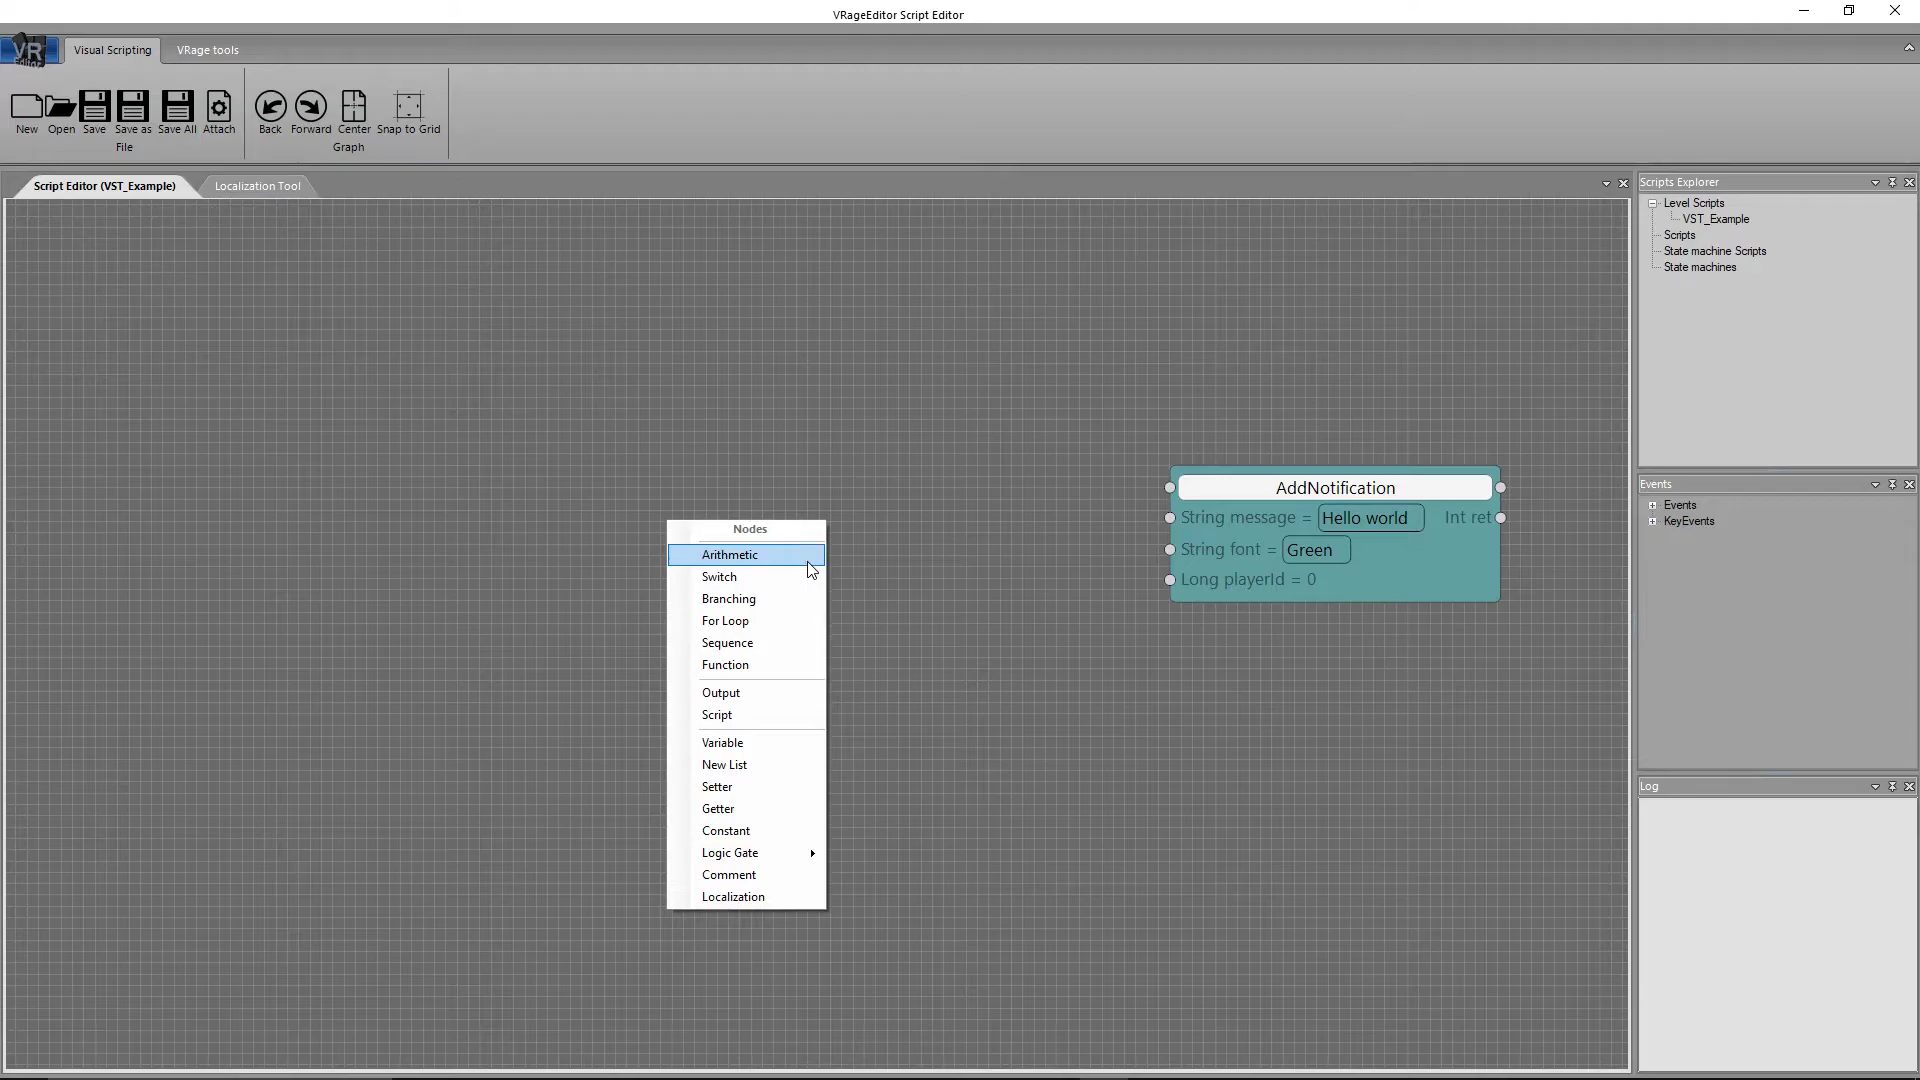 VRageEditor Script Editor
VR
Editor
Visual Scripting
VRage tools
New
Open
Save
Save as
Save All
Attach
Back
Forward
Center
Snap to Grid
File
Graph
Script Editor (VST_Example)
Localization Tool
Scripts Explorer
Level Scripts
VST_Example
Scripts
State machine Scripts
State machines
AddNotification
String message = Hello world
Int ret
String font = Green
Long playerId = 0
Events
Events
KeyEvents
Nodes
Arithmetic
Switch
Branching
For Loop
Sequence
Function
Output
Script
Variable
New List
Setter
Getter
Constant
Logic Gate
Comment
Localization
Log